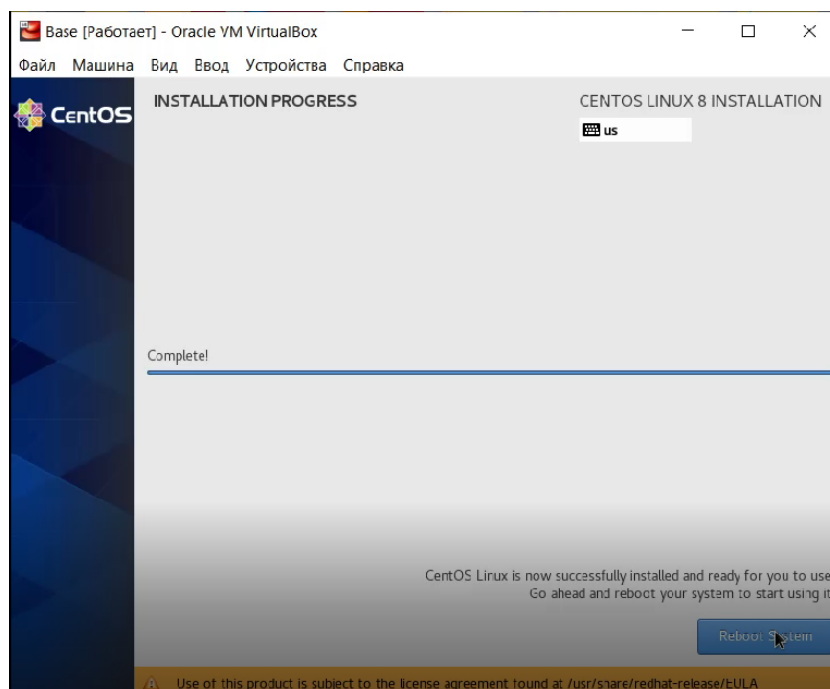 Base [Работает] - Oracle VM VirtualBox
Файл Машина Вид Ввод Устройства Справка
CentOS
INSTALLATION PROGRESS
CENTOS LINUX 8 INSTALLATION
us
Complete!
CentOS Linux is now successfully installed and ready for you to use
Go ahead and reboot your system to start using it
Reboot System
Use of this product is subject to the license agreement found at /usr/share/redhat-release/EULA